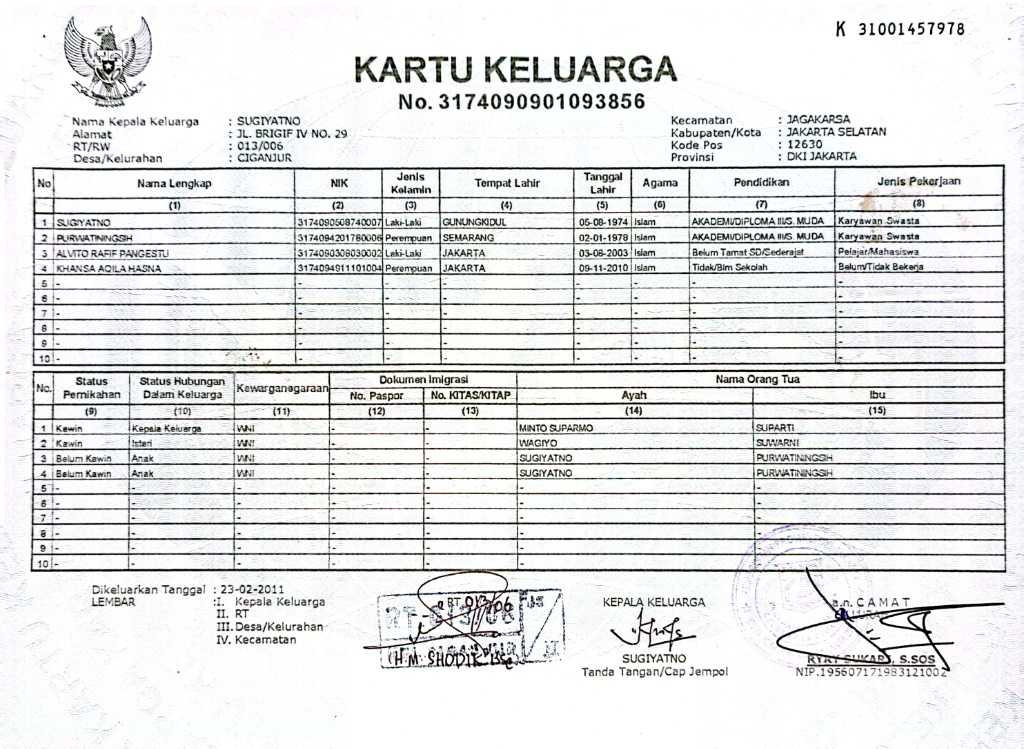 K 31001457978
KARTU KELUARGA
No. 3174090901093856
Nama Kepala Keluarga : SUGIYATNO
Alamat : JL. BRIGIF IV NO. 29
RT/RW : 013/006
Desa/Kelurahan : CIGANJUR
Kecamatan : JAGAKARSA
Kabupaten/Kota : JAKARTA SELATAN
Kode Pos : 12630
Provinsi : DKI JAKARTA
No Nama Lengkap NIK Jenis Kelamin Tempat Lahir Tanggal Lahir Agama Pendidikan Jenis Pekerjaan
(1) (2) (3) (4) (5) (6) (7) (8)
1 SUGIYATNO 3174090508740007 Laki-Laki GUNUNGKIDUL 05-08-1974 Islam AKADEMI/DIPLOMA III/S. MUDA Karyawan Swasta
2 PURWATININGSIH 3174094201780006 Perempuan SEMARANG 02-01-1978 Islam AKADEMI/DIPLOMA III/S. MUDA Karyawan Swasta
3 ALVITO RAFIF PANGESTU 3174090308030002 Laki-Laki JAKARTA 03-08-2003 Islam Belum Tamat SD/Sederajat Pelajar/Mahasiswa
4 KHANSA AQILA HASNA 3174094911101004 Perempuan JAKARTA 09-11-2010 Islam Tidak/Blm Sekolah Belum/Tidak Bekerja
5 - - - - - - - -
6 - - - - - - - -
7 - - - - - - - -
8 - - - - - - - -
9 - - - - - - - -
10 - - - - - - - -
No. Status Pernikahan Status Hubungan Dalam Keluarga Kewarganegaraan Dokumen Imigrasi Nama Orang Tua
No. Paspor No. KITAS/KITAP Ayah Ibu
(9) (10) (11) (12) (13) (14) (15)
1 Kawin Kepala Keluarga WNI - - MINTO SUPARMO SUPARTI
2 Kawin Isteri WNI - - WAGIYO SUWARNI
3 Belum Kawin Anak WNI - - SUGIYATNO PURWATININGSIH
4 Belum Kawin Anak WNI - - SUGIYATNO PURWATININGSIH
5 - - - - - - -
6 - - - - - - -
7 - - - - - - -
8 - - - - - - -
9 - - - - - - -
10 - - - - - - -
Dikeluarkan Tanggal : 23-02-2011
LEMBAR :I. Kepala Keluarga
II. RT
III. Desa/Kelurahan
IV. Kecamatan
RT 013/06
H.M. SHODIK
KEPALA KELUARGA
SUGIYATNO
Tanda Tangan/Cap Jempol
a.n. CAMAT
S.SOS
NIP.195607171983121002